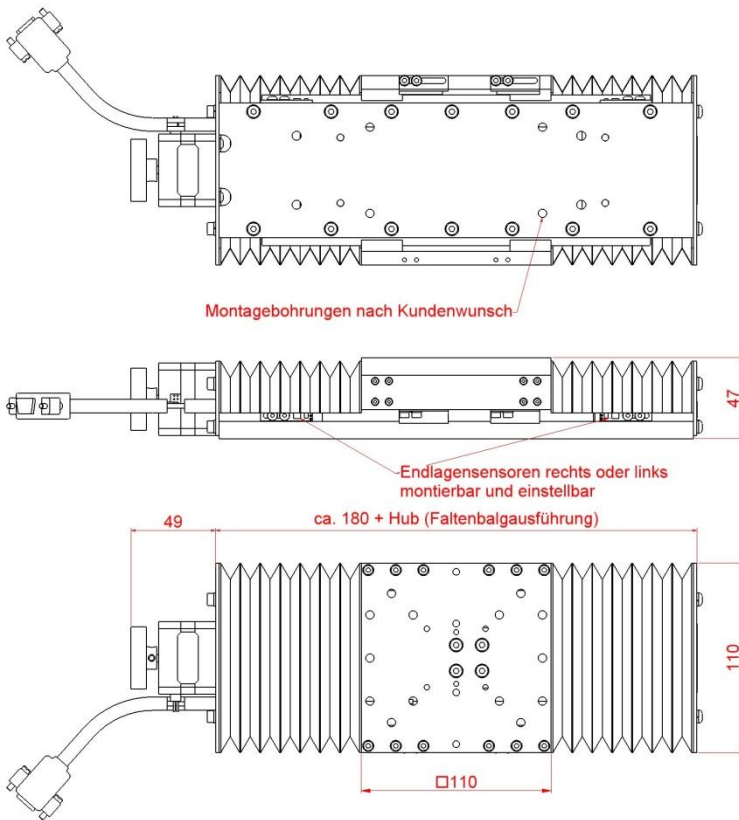 Montagebohrungen nach Kundenwunsch
47
Endlagensensoren rechts oder links
montierbar und einstellbar
49
ca. 180 + Hub (Faltenbalgausführung)
110
□110